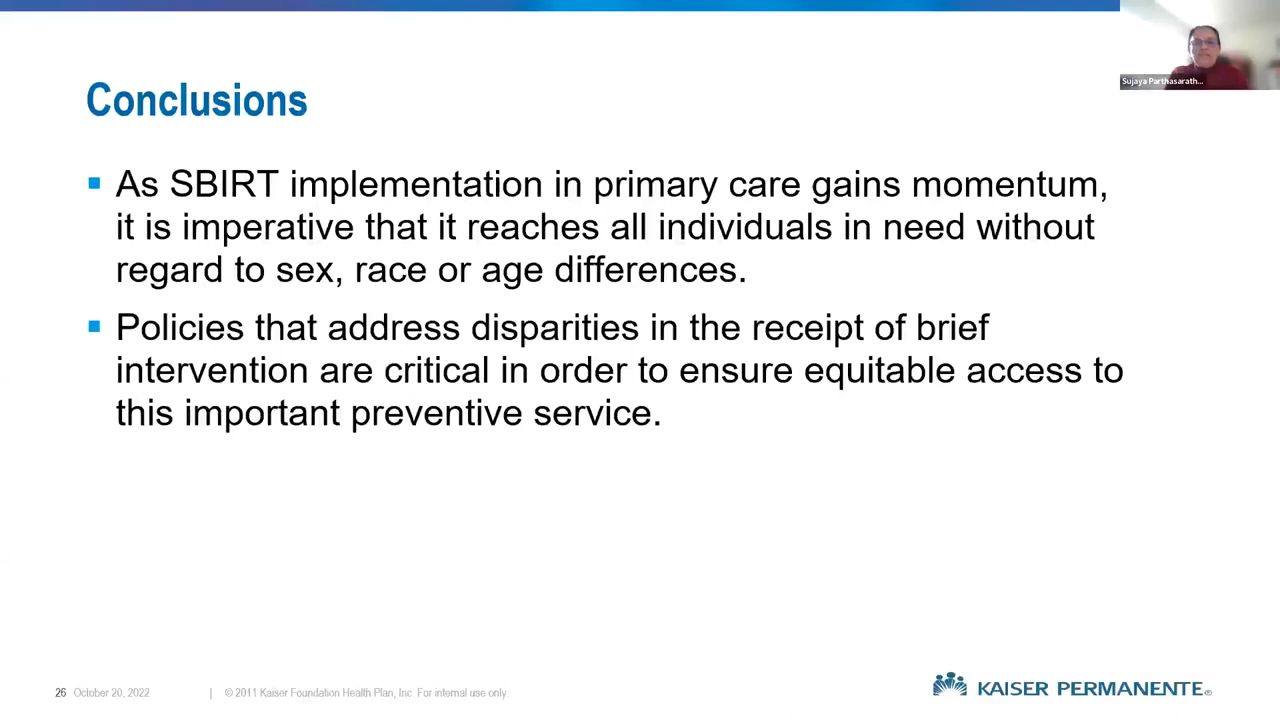 Sujaya Parthasarath...
Conclusions
▪ As SBIRT implementation in primary care gains momentum,
it is imperative that it reaches all individuals in need without
regard to sex, race or age differences.
▪ Policies that address disparities in the receipt of brief
intervention are critical in order to ensure equitable access to
this important preventive service.
26 October 20, 2022 | © 2011 Kaiser Foundation Health Plan, Inc. For internal use only.
KAISER PERMANENTE®